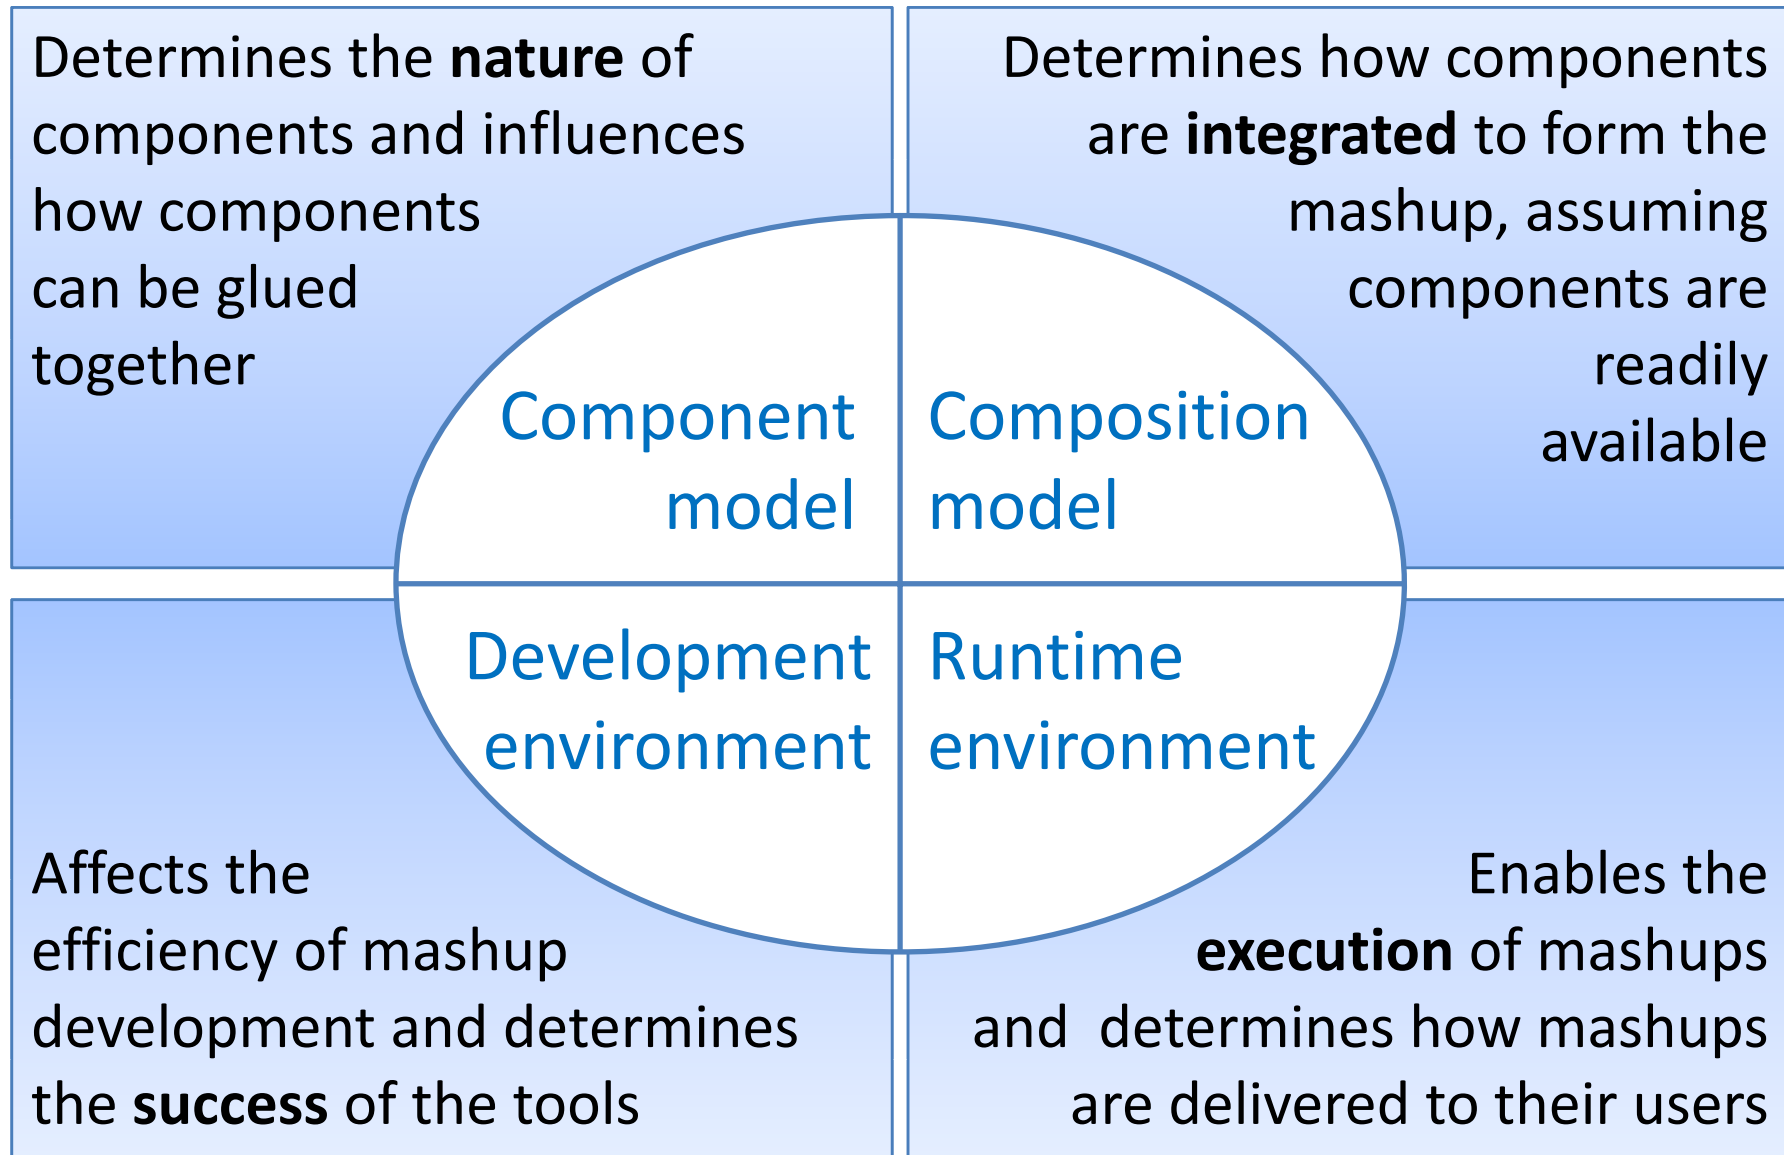 Determines the nature of
components and influences
how components
can be glued
together
Determines how components
are integrated to form the
mashup, assuming
components are
readily
available
Component
model
Composition
model
Development
environment
Runtime
environment
Affects the
efficiency of mashup
development and determines
the success of the tools
Enables the
execution of mashups
and  determines how mashups
are delivered to their users